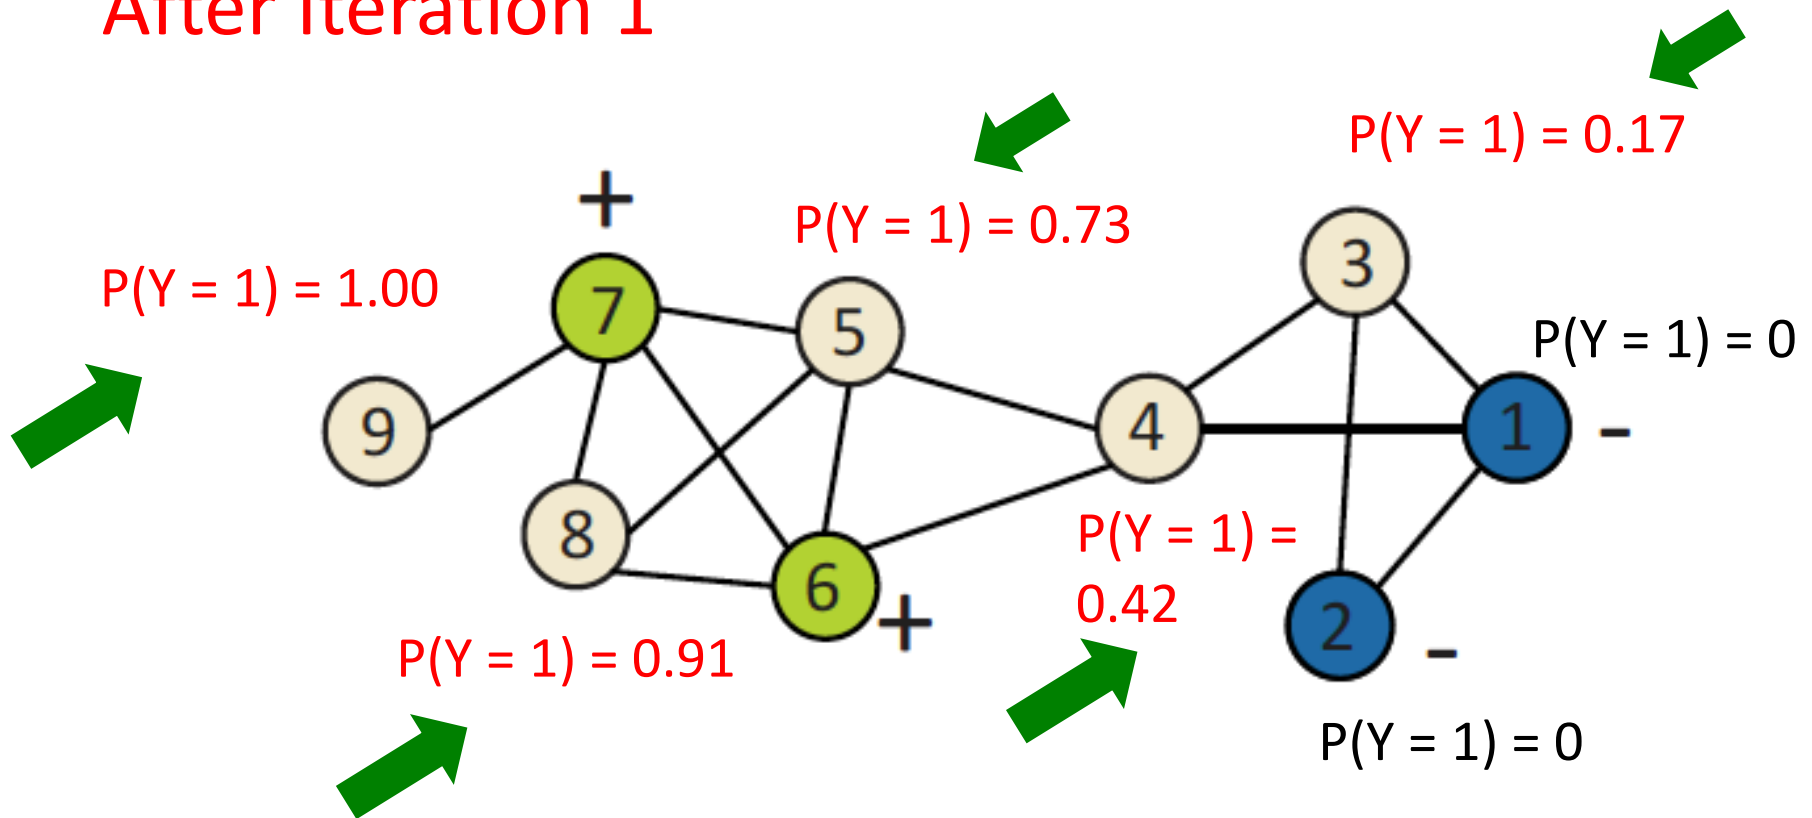 After iteration 1
P(Y = 1) = 0.17
+
P(Y = 1) = 0.73
3
P(Y = 1) = 1.00
7
5
P(Y = 1) = 0
9
4
1
-
8
P(Y = 1) =
0.42
6
+
2
-
P(Y = 1) = 0.91
P(Y = 1) = 0